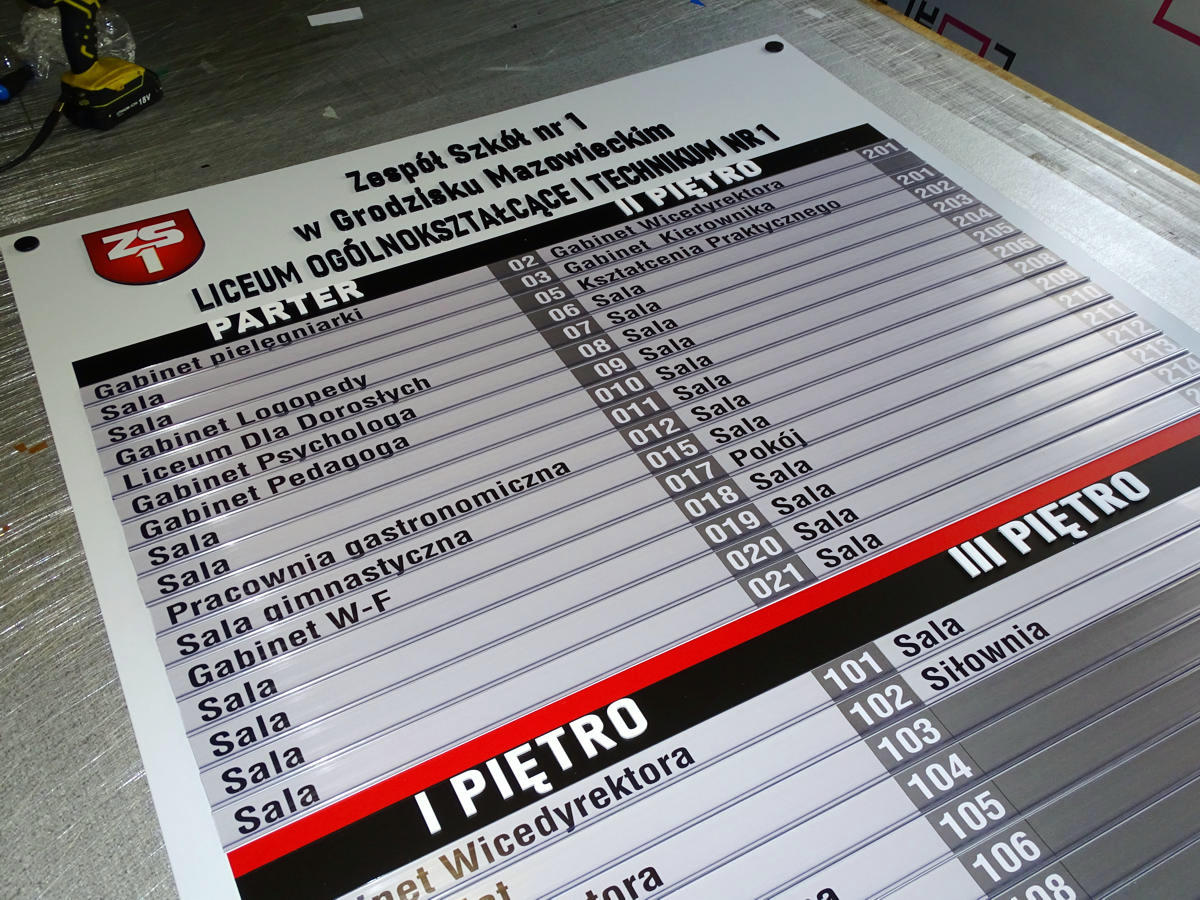 Zespół Szkół nr 1
w Grodzisku Mazowieckim
LICEUM OGÓLNOKSZTAŁCĄCE | TECHNIKUM NR 1
ZS
1
PARTER
Gabinet pielęgniarki 02
Sala 03
Sala 05
Gabinet Logopedy 06
Liceum Dla Dorosłych 07
Gabinet Psychologa 08
Gabinet Pedagoga 09
Sala 010
Sala 011
Pracownia gastronomiczna 012
Sala gimnastyczna 015
Gabinet W-F 017
Sala 018
Sala 019
Sala 020
Sala 021
II PIĘTRO
Gabinet Wicedyrektora 201
Gabinet Kierownika
Kształcenia Praktycznego 201
Sala 202
Sala 203
Sala 204
Sala 205
Sala 206
Sala 208
Sala 209
Sala 210
Pokój 211
Sala 212
Sala 213
Sala 214
Sala
I PIĘTRO
101
Wicedyrektora 102
103
104
105
106
108
III PIĘTRO
Sala
Siłownia
18V